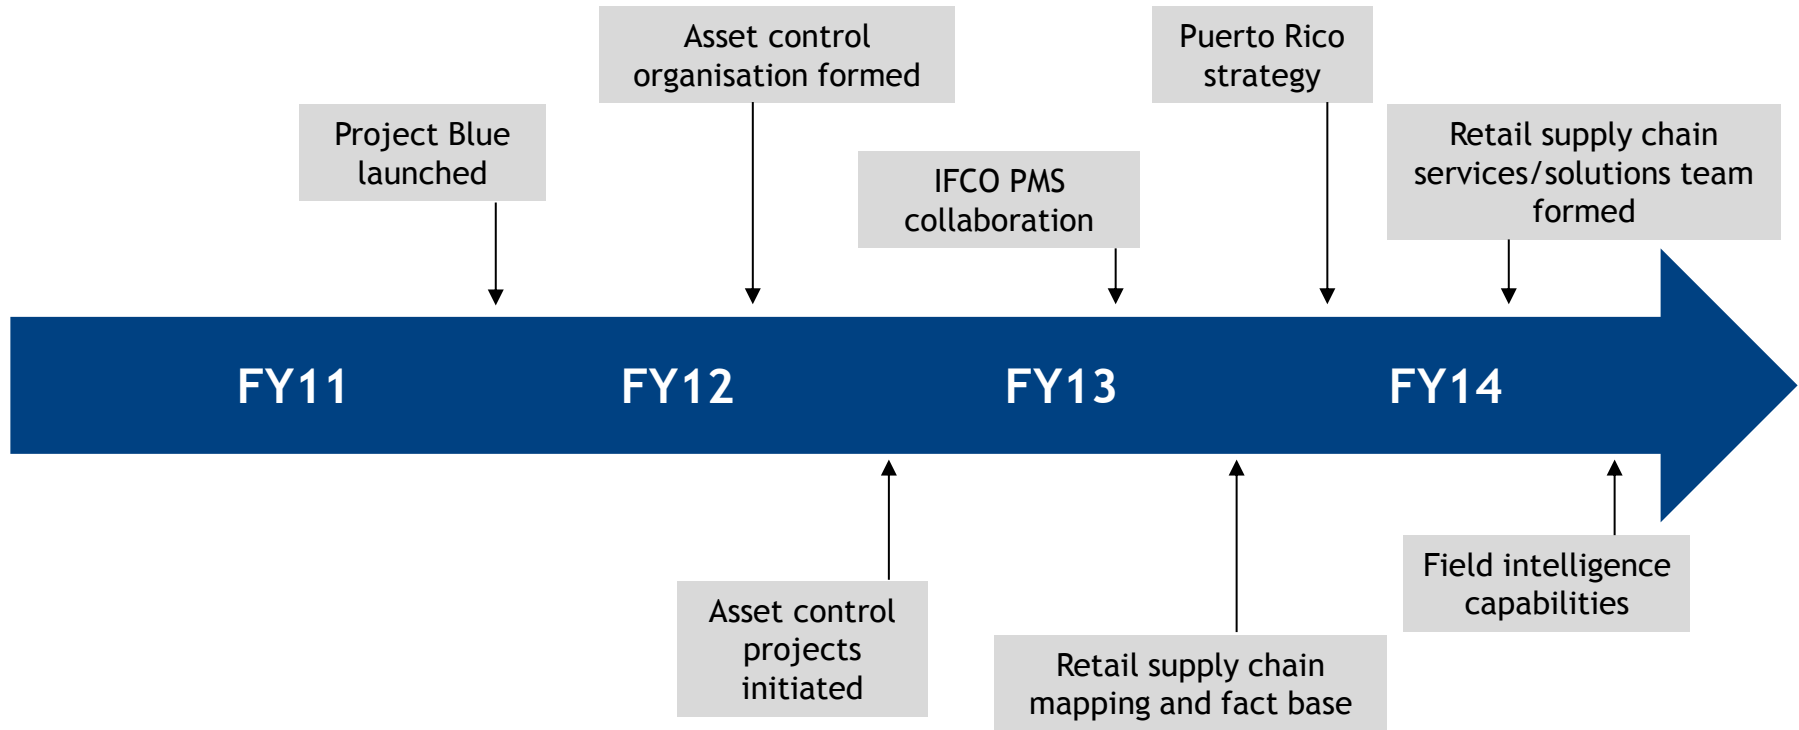 Asset control
organisation formed
Puerto Rico
strategy
Project Blue
launched
Retail supply chain
services/solutions team
formed
IFCO PMS
collaboration
FY11
FY12
FY13
FY14
Field intelligence
capabilities
Asset control
projects
initiated
Retail supply chain
mapping and fact base